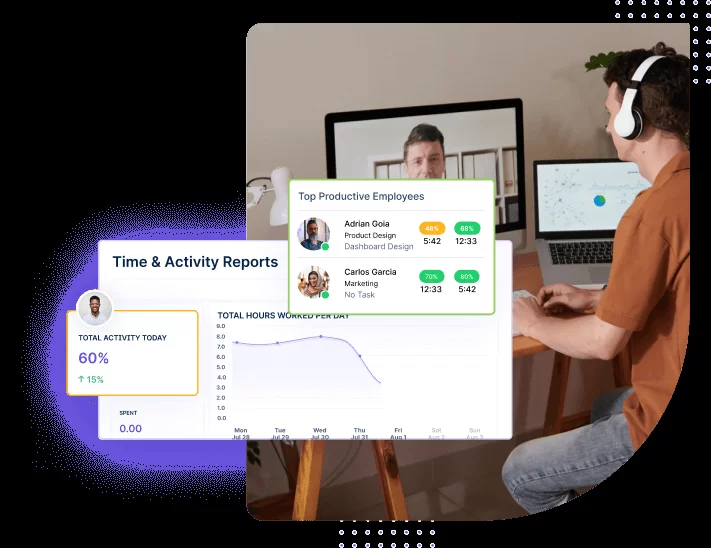 Top Productive Employees
Adrian Goia
Product Design
Dashboard Design
46% 68%
5:42 12:33
Carlos Garcia
Marketing
No Task
70% 80%
12:33 5:42
Time & Activity Reports
TOTAL ACTIVITY TODAY
60%
↑ 15%
SPENT
0.00
TOTAL HOURS WORKED PER DAY
9.0
8.0
7.0
6.0
5.0
4.0
3.0
2.0
1.0
0.0
Mon Tue Wed Thu Fri Sat Sun
Jul 28 Jul 29 Jul 30 Jul 31 Aug 1 Aug 2 Aug 3